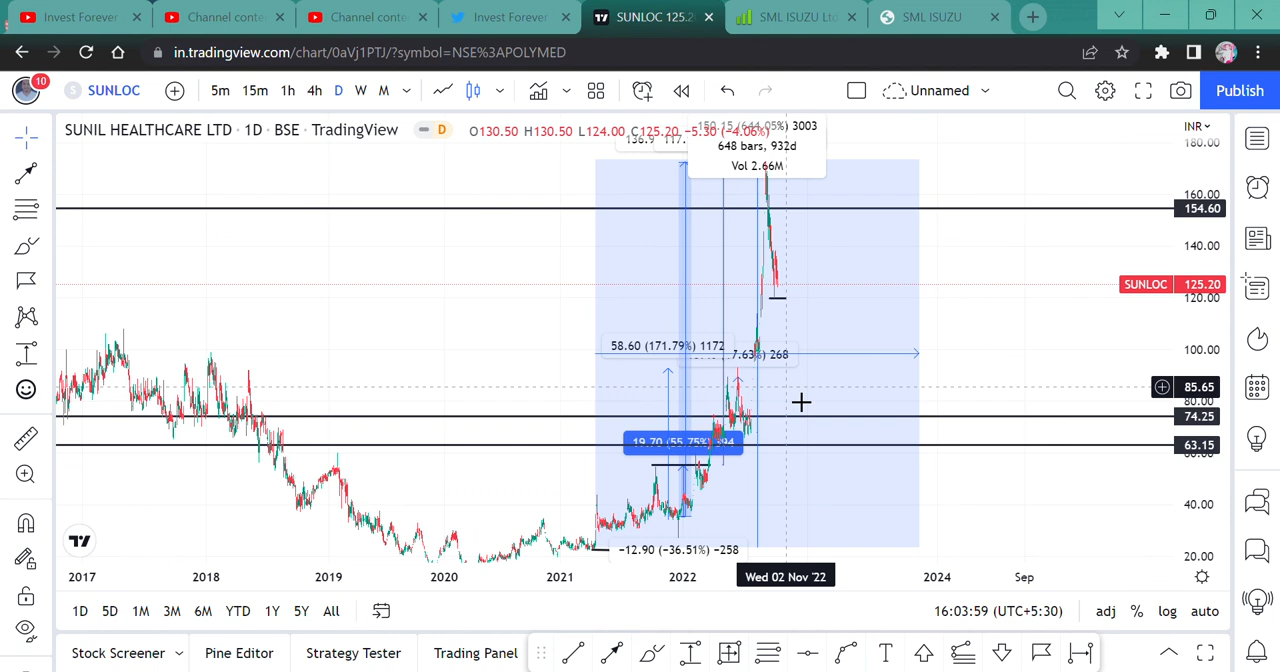 Invest Forever
Channel conte
Channel conte
Invest Forever
SUNLOC 125.2
SML ISUZU Ltd
SML ISUZU
in.tradingview.com/chart/0aVj1PTJ/?symbol=NSE%3APOLYMED
10
S
SUNLOC
5m
15m
1h
4h
D
W
M
Unnamed
Publish
SUNIL HEALTHCARE LTD · 1D · BSE · TradingView
D
O130.50 H130.50 L124.00 C125.20 −5.30 (−4.06%)
150.15 (644.05%) 3003
648 bars, 932d
Vol 2.66M
INR
180.00
160.00
154.60
140.00
SUNLOC
125.20
120.00
100.00
85.65
80.00
74.25
63.15
60.00
40.00
20.00
58.60 (171.79%) 1172
7.63%) 268
19.70 (55.75%) 394
−12.90 (−36.51%) −258
2017
2018
2019
2020
2021
2022
Wed 02 Nov '22
2024
Sep
1D
5D
1M
3M
6M
YTD
1Y
5Y
All
16:03:59 (UTC+5:30)
adj
%
log
auto
Stock Screener
Pine Editor
Strategy Tester
Trading Panel
T